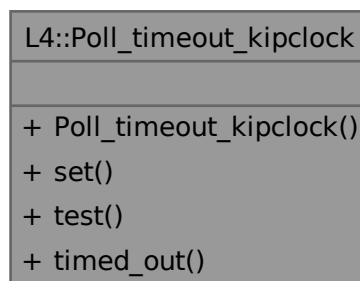 L4::Poll_timeout_kipclock
+ Poll_timeout_kipclock()
+ set()
+ test()
+ timed_out()